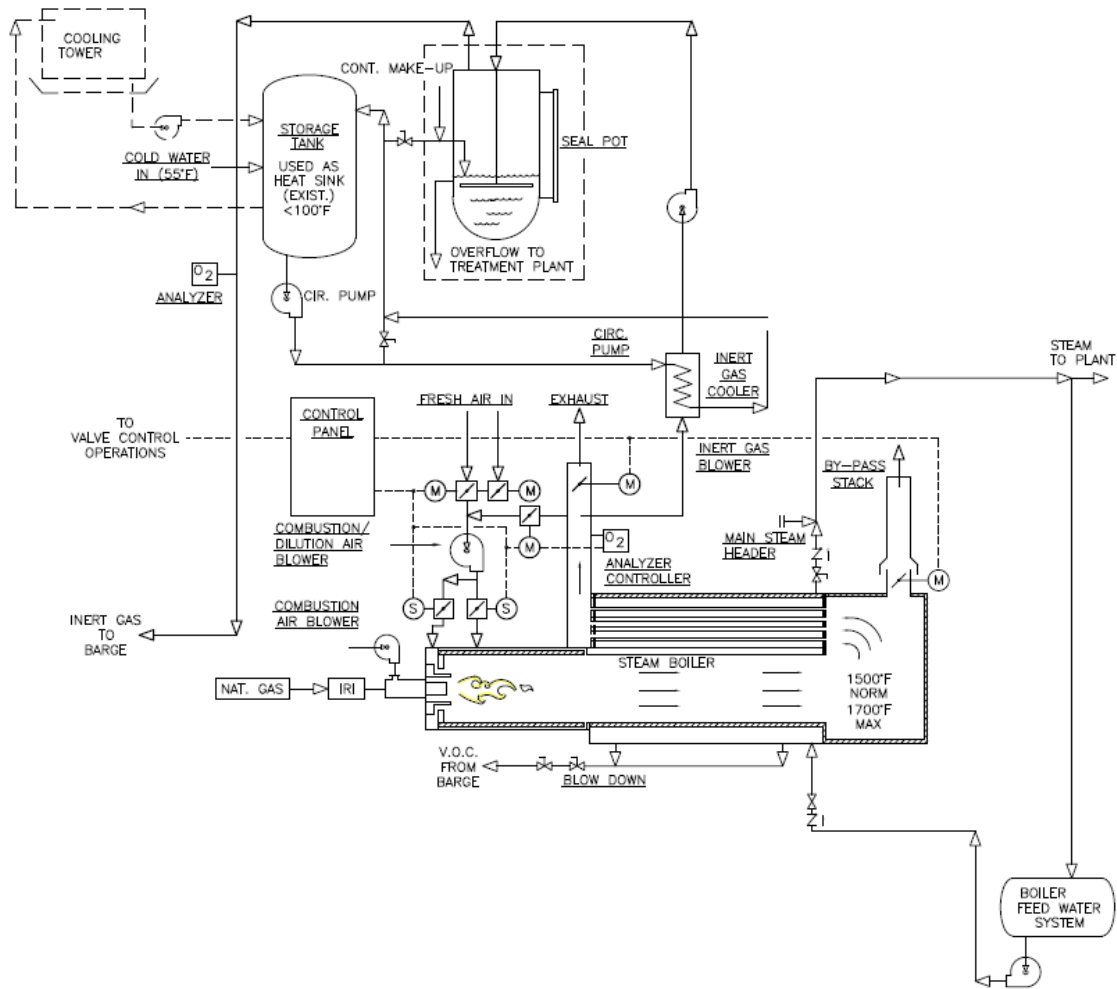 COOLING
TOWER
CONT. MAKE-UP
STORAGE
TANK
USED AS
HEAT SINK
(EXIST.)
<100°F
SEAL POT
COLD WATER
IN (55°F)
OVERFLOW TO
TREATMENT PLANT
O2
ANALYZER
CIR. PUMP
CIRC.
PUMP
INERT
GAS
COOLER
STEAM
TO PLANT
TO
VALVE CONTROL
OPERATIONS
CONTROL
PANEL
FRESH AIR IN
EXHAUST
INERT GAS
BLOWER
BY-PASS
STACK
M
M
M
M
M
COMBUSTION/
DILUTION AIR
BLOWER
O2
ANALYZER
CONTROLLER
MAIN STEAM
HEADER
S
S
COMBUSTION
AIR BLOWER
INERT GAS
TO
BARGE
STEAM BOILER
1500°F
NORM
1700°F
MAX
NAT. GAS
IRI
V.O.C.
FROM
BARGE
BLOW DOWN
BOILER
FEED WATER
SYSTEM